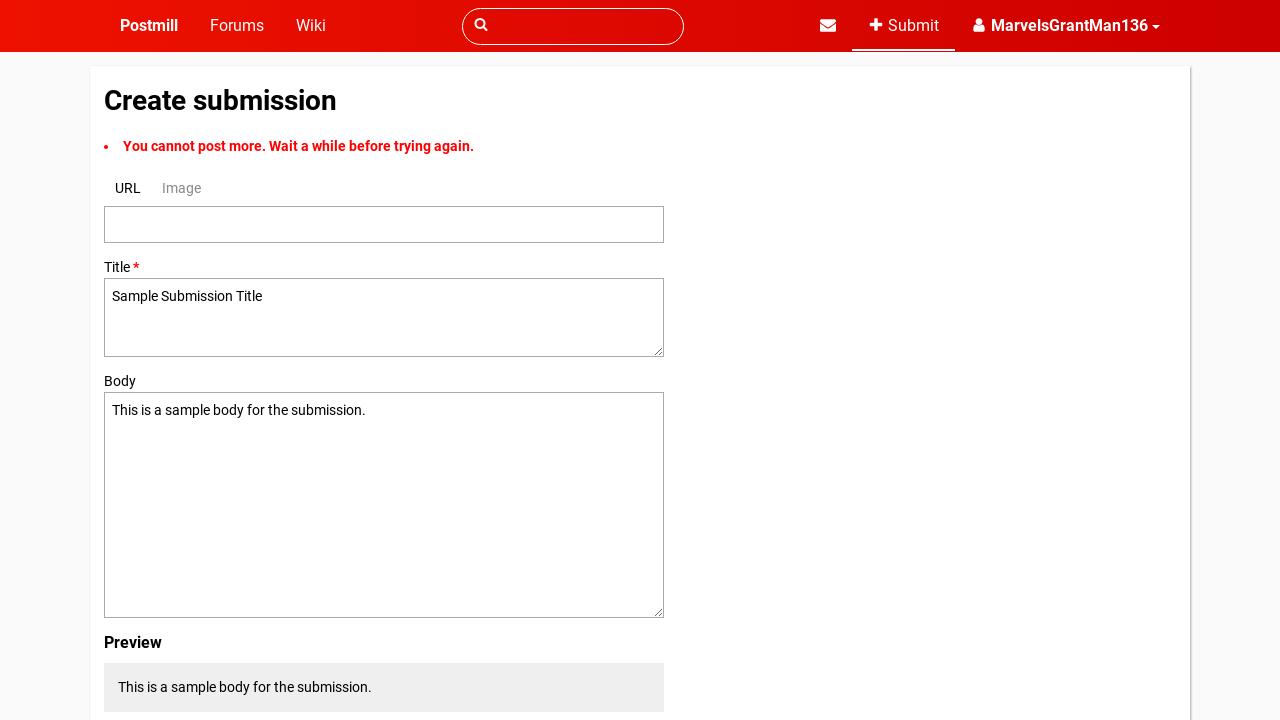 Postmill Forums Wiki Submit MarvelsGrantMan136
Create submission
• You cannot post more. Wait a while before trying again.
URL Image
Title *
Sample Submission Title
Body
This is a sample body for the submission.
Preview
This is a sample body for the submission.